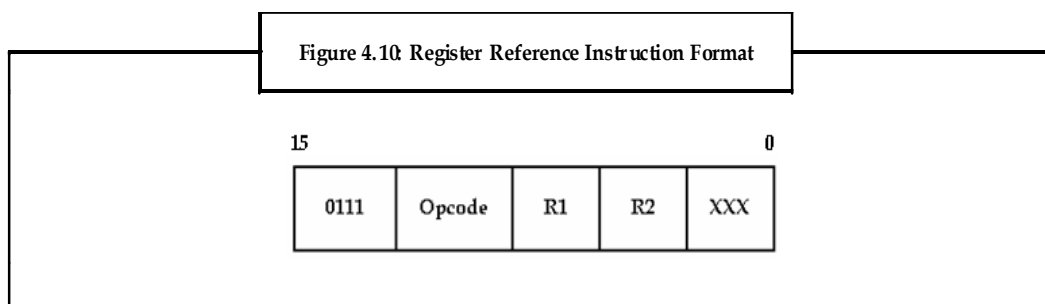 Figure 4.10: Register Reference Instruction Format
15 0
0111 Opcode R1 R2 XXX